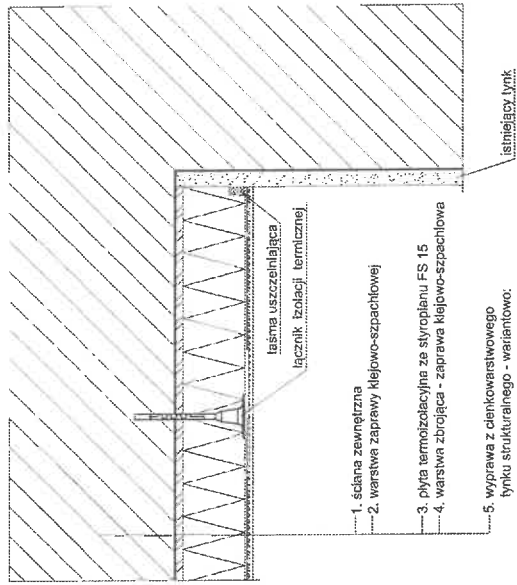 taśma uszczelniająca
łącznik izolacji termicznej
1. ściana zewnętrzna
2. warstwa zaprawy klejowo-szpachlowej
3. płyta termoizolacyjna ze styropianu FS 15
4. warstwa zbrojąca - zaprawa klejowo-szpachlowa
5. wyprawa z cienkowarstwowego
tynku strukturalnego - wariantowo:
istniejący tynk